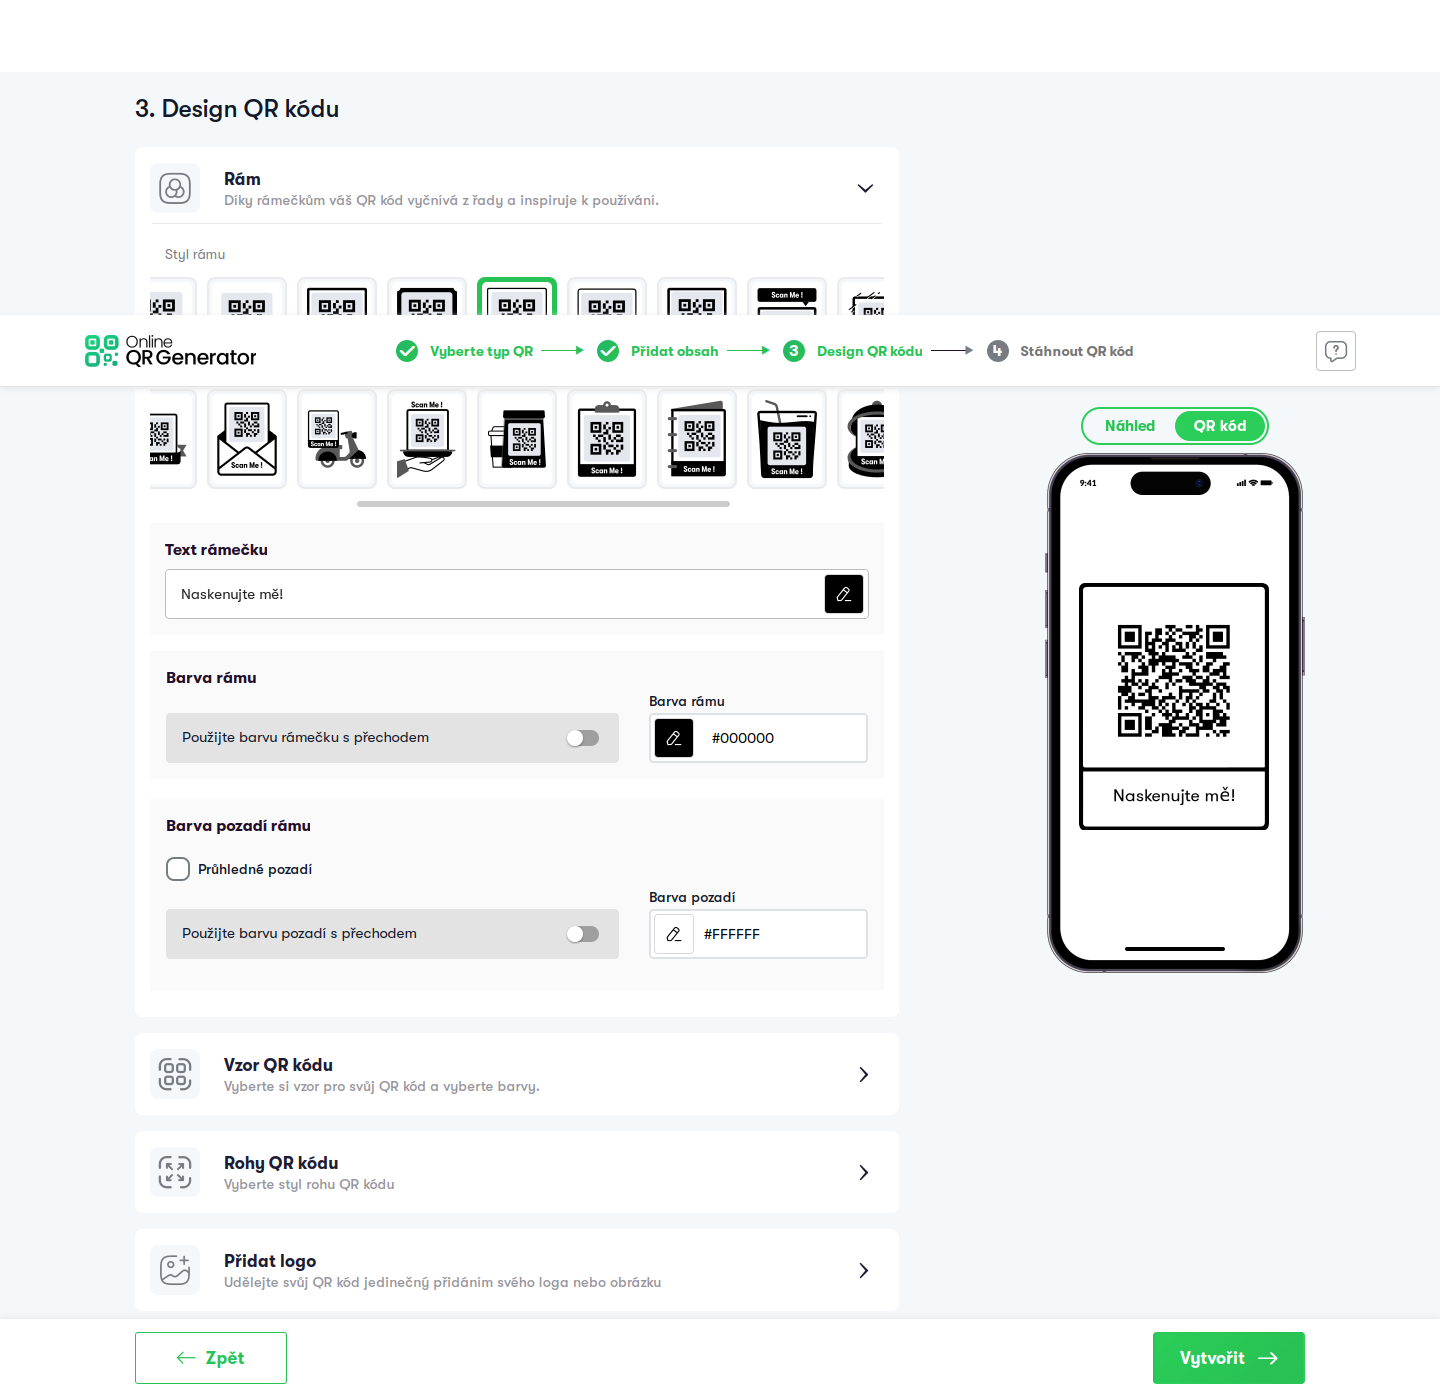 3. Design QR kódu
Rám
Díky rámečkům váš QR kód vyčnívá z řady a inspiruje k používání.
Styl rámu
Scan Me !
Online
QR Generator
Vyberte typ QR
Přidat obsah
3
Design QR kódu
4
Stáhnout QR kód
Scan Me !
Scan Me !
Scan Me !
Scan Me !
Scan Me !
Scan Me !
Scan Me !
Náhled
QR kód
9:41
Text rámečku
Naskenujte mě!
Barva rámu
Barva rámu
Použijte barvu rámečku s přechodem
#000000
Naskenujte mě!
Barva pozadí rámu
Průhledné pozadí
Barva pozadí
Použijte barvu pozadí s přechodem
#FFFFFF
Vzor QR kódu
Vyberte si vzor pro svůj QR kód a vyberte barvy.
Rohy QR kódu
Vyberte styl rohu QR kódu
Přidat logo
Udělejte svůj QR kód jedinečný přidáním svého loga nebo obrázku
Zpět
Vytvořit